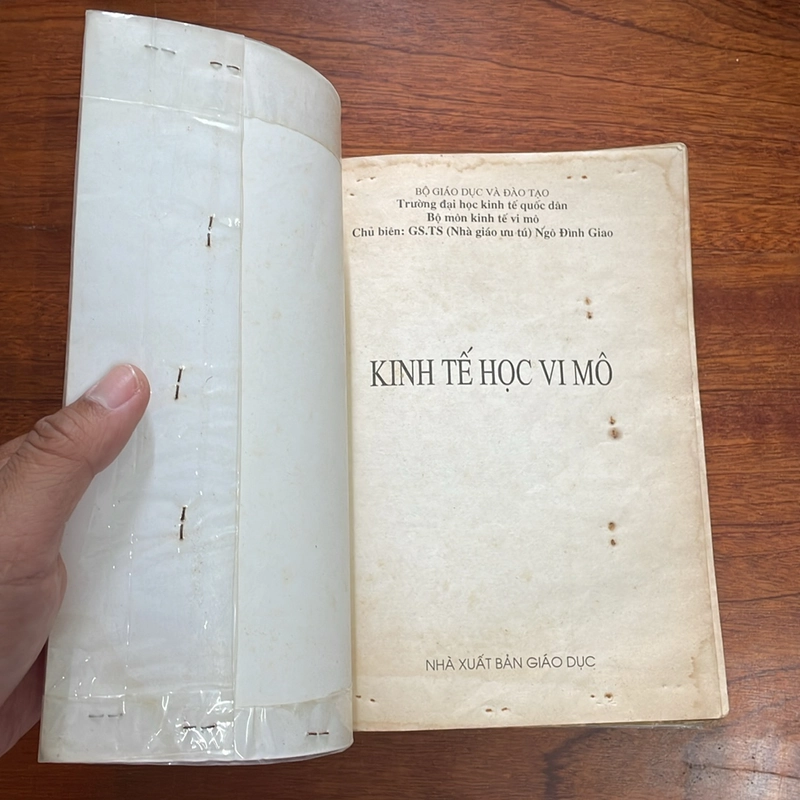 BỘ GIÁO DỤC VÀ ĐÀO TẠO
Trường đại học kinh tế quốc dân
Bộ môn kinh tế vi mô
Chủ biên: GS.TS (Nhà giáo ưu tú) Ngô Đình Giao
KINH TẾ HỌC VI MÔ
NHÀ XUẤT BẢN GIÁO DỤC